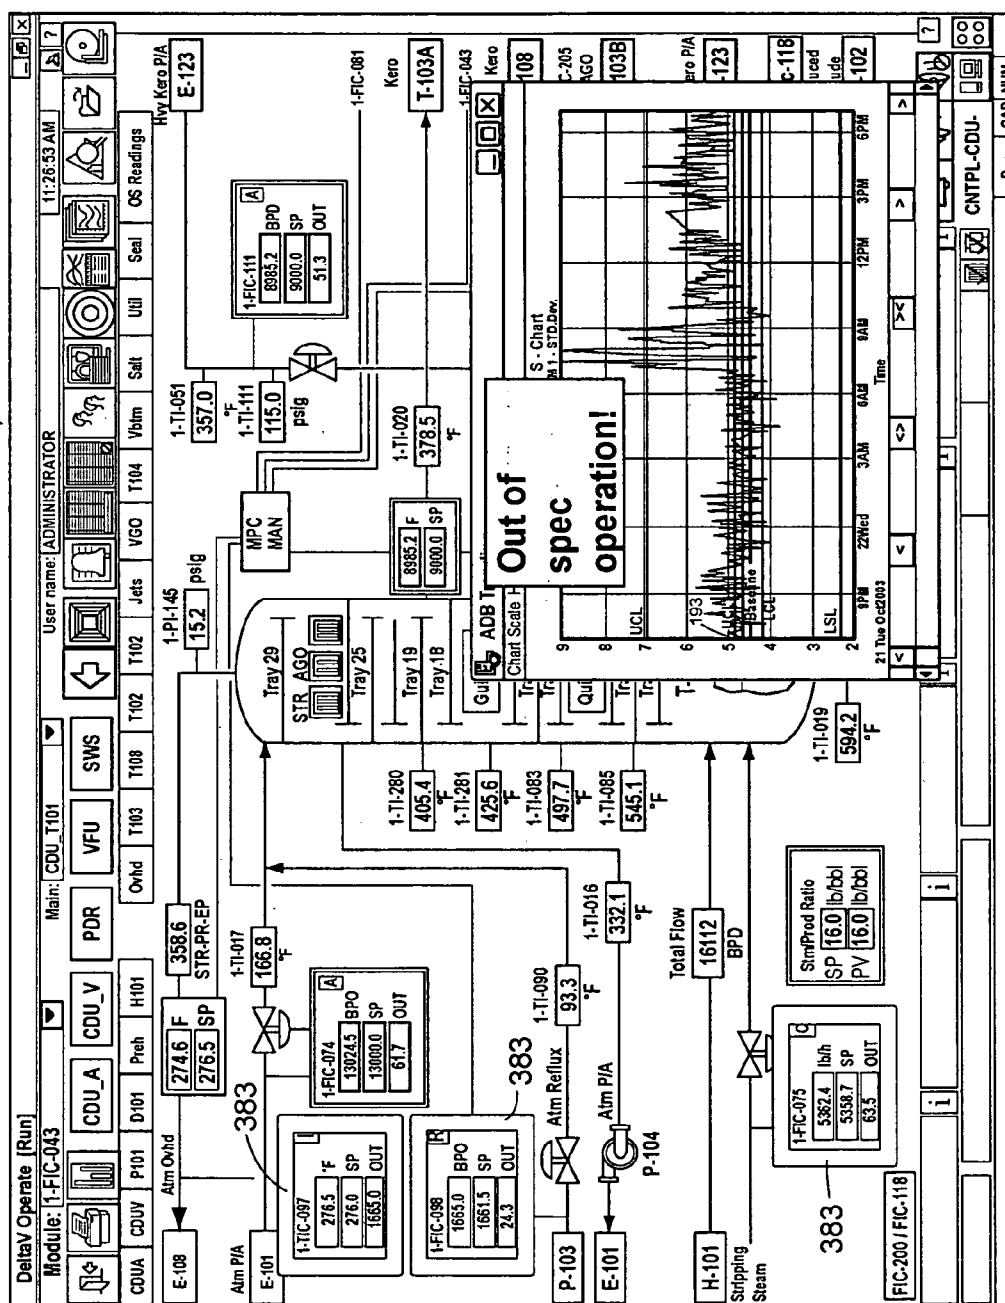 DeltaV Operate [Run]
Module: 1-FIC-043
Main: CDU_T101
User name: ADMINISTRATOR
11:26:53 AM
?
CDU_A
CDU_V
PDR
VFU
SWS
CDUA
CDUV
P101
D101
Preh
H101
Ovhd
T103
T108
T102
T102
Jets
VGO
T104
Vbtm
Salt
Util
Seal
OS Readings
E-108
Atm Ovhd
274.6 F
276.5 SP
358.6
STR-PR-EP
1-PI-145
15.2 psig
Hvy Kero P/A
E-123
1-TI-051
357.0
°F
1-TI-111
115.0
psig
1-FIC-111
A
8985.2 BPD
9000.0 SP
51.3 OUT
MPC
MAN
1-FIC-081
Atm P/A
E-101
383
1-TI-017
166.8
°F
1-TIC-097
I
276.5 °F
276.0 SP
1665.0 OUT
1-FIC-074
A
13024.5 BPO
13000.0 SP
61.7 OUT
Tray 29
STR AGO
Tray 25
Tray 19
Tray 18
8985.2 F
9000.0 SP
1-TI-020
378.5
°F
Kero
T-103A
1-FIC-043
1-FIC-098
R
1665.0 BPO
1661.5 SP
24.3 OUT
383
Atm Reflux
P-103
1-TI-090
93.3
°F
Atm P/A
E-101
P-104
1-TI-016
332.1
°F
1-TI-280
405.4
°F
1-TI-281
425.6
°F
1-TI-083
497.7
°F
1-TI-085
545.1
°F
Gui
Qui
Kero
108
C-205
AGO
103B
ero P/A
-123
C-11B
uced
ude
-102
H-101
Stripping
Steam
Total Flow
16112
BPD
1-FIC-075
C
5362.4 lb/h
5358.7 SP
63.5 OUT
383
Stm/Prod Ratio
SP 16.0 lb/bbl
PV 16.0 lb/bbl
1-TI-019
594.2
°F
FIC-200 / FIC-118
ADB T
Chart Scale H
Out of
spec
operation!
S - Chart
M 1 - STD.Dev.
9
8
7
6
5
4
3
2
UCL
193
Baseline
LCL
LSL
9PM
22Wed
3AM
6AM
9AM
12PM
3PM
6PM
21 Tue Oct2003
Time
<
<
<>
><
>
>
i
i
?
CNTPL-CDU-